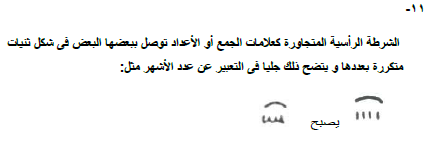 ١١-
الشرطة الرأسية المتجاورة كعلامات الجمع أو الأعداد توصل ببعضها البعض فى شكل ثنيات
متكررة بعددها و يتضح ذلك جليا فى التعبير عن عدد الأشهر مثل:
يصبح